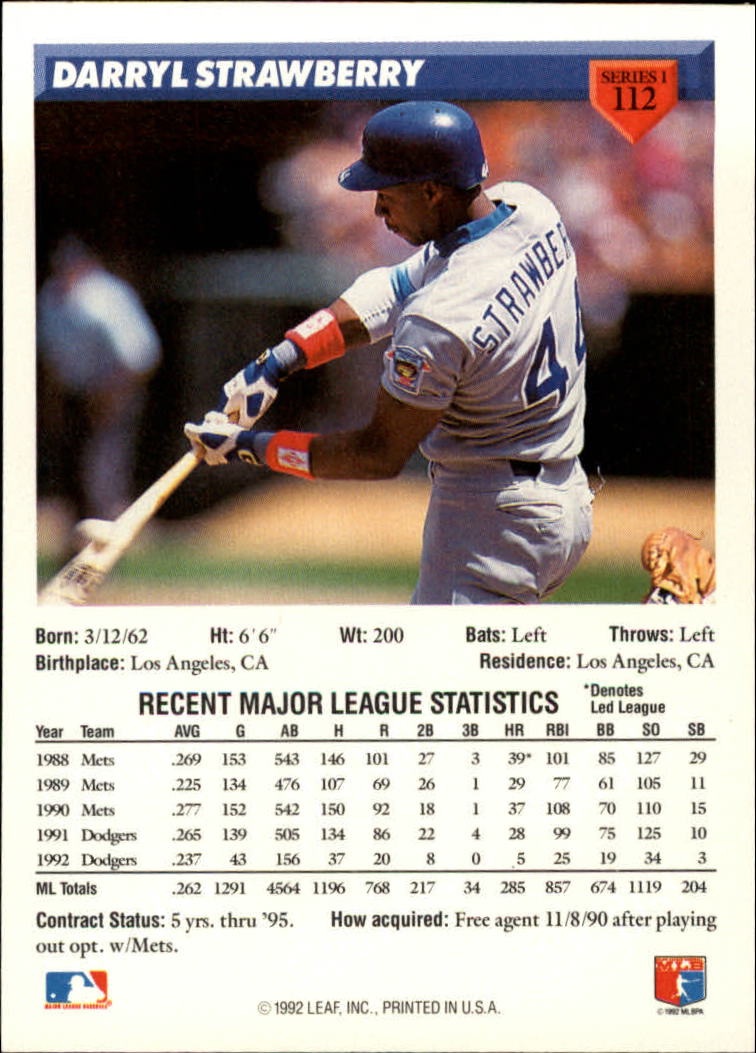 DARRYL STRAWBERRY
SERIES I
112
STRAWBER
44
Born: 3/12/62 Ht: 6'6" Wt: 200 Bats: Left Throws: Left
Birthplace: Los Angeles, CA Residence: Los Angeles, CA
RECENT MAJOR LEAGUE STATISTICS
*Denotes
Led League
Year Team AVG G AB H R 2B 3B HR RBI BB SO SB
1988 Mets .269 153 543 146 101 27 3 39* 101 85 127 29
1989 Mets .225 134 476 107 69 26 1 29 77 61 105 11
1990 Mets .277 152 542 150 92 18 1 37 108 70 110 15
1991 Dodgers .265 139 505 134 86 22 4 28 99 75 125 10
1992 Dodgers .237 43 156 37 20 8 0 5 25 19 34 3
ML Totals .262 1291 4564 1196 768 217 34 285 857 674 1119 204
Contract Status: 5 yrs. thru '95. How acquired: Free agent 11/8/90 after playing
out opt. w/Mets.
MAJOR LEAGUE BASEBALL
©1992 LEAF, INC., PRINTED IN U.S.A.
MLB
©1992 MLBPA